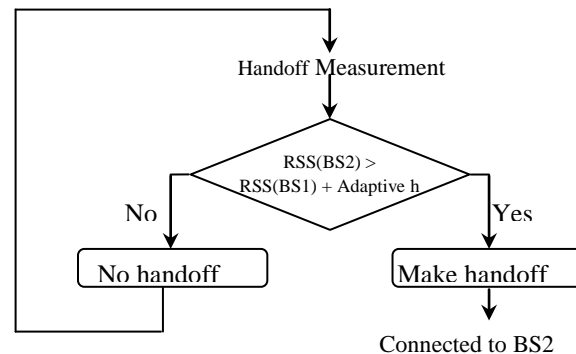 Handoff Measurement
RSS(BS2) >
RSS(BS1) + Adaptive h
No
Yes
No handoff
Make handoff
Connected to BS2